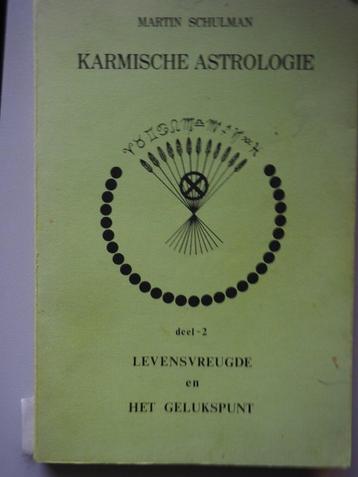 MARTIN SCHULMAN
KARMISCHE ASTROLOGIE
♈♉♊♋♌♍♎♏♐♑♒♓
deel-2
LEVENSVREUGDE
en
HET GELUKSPUNT